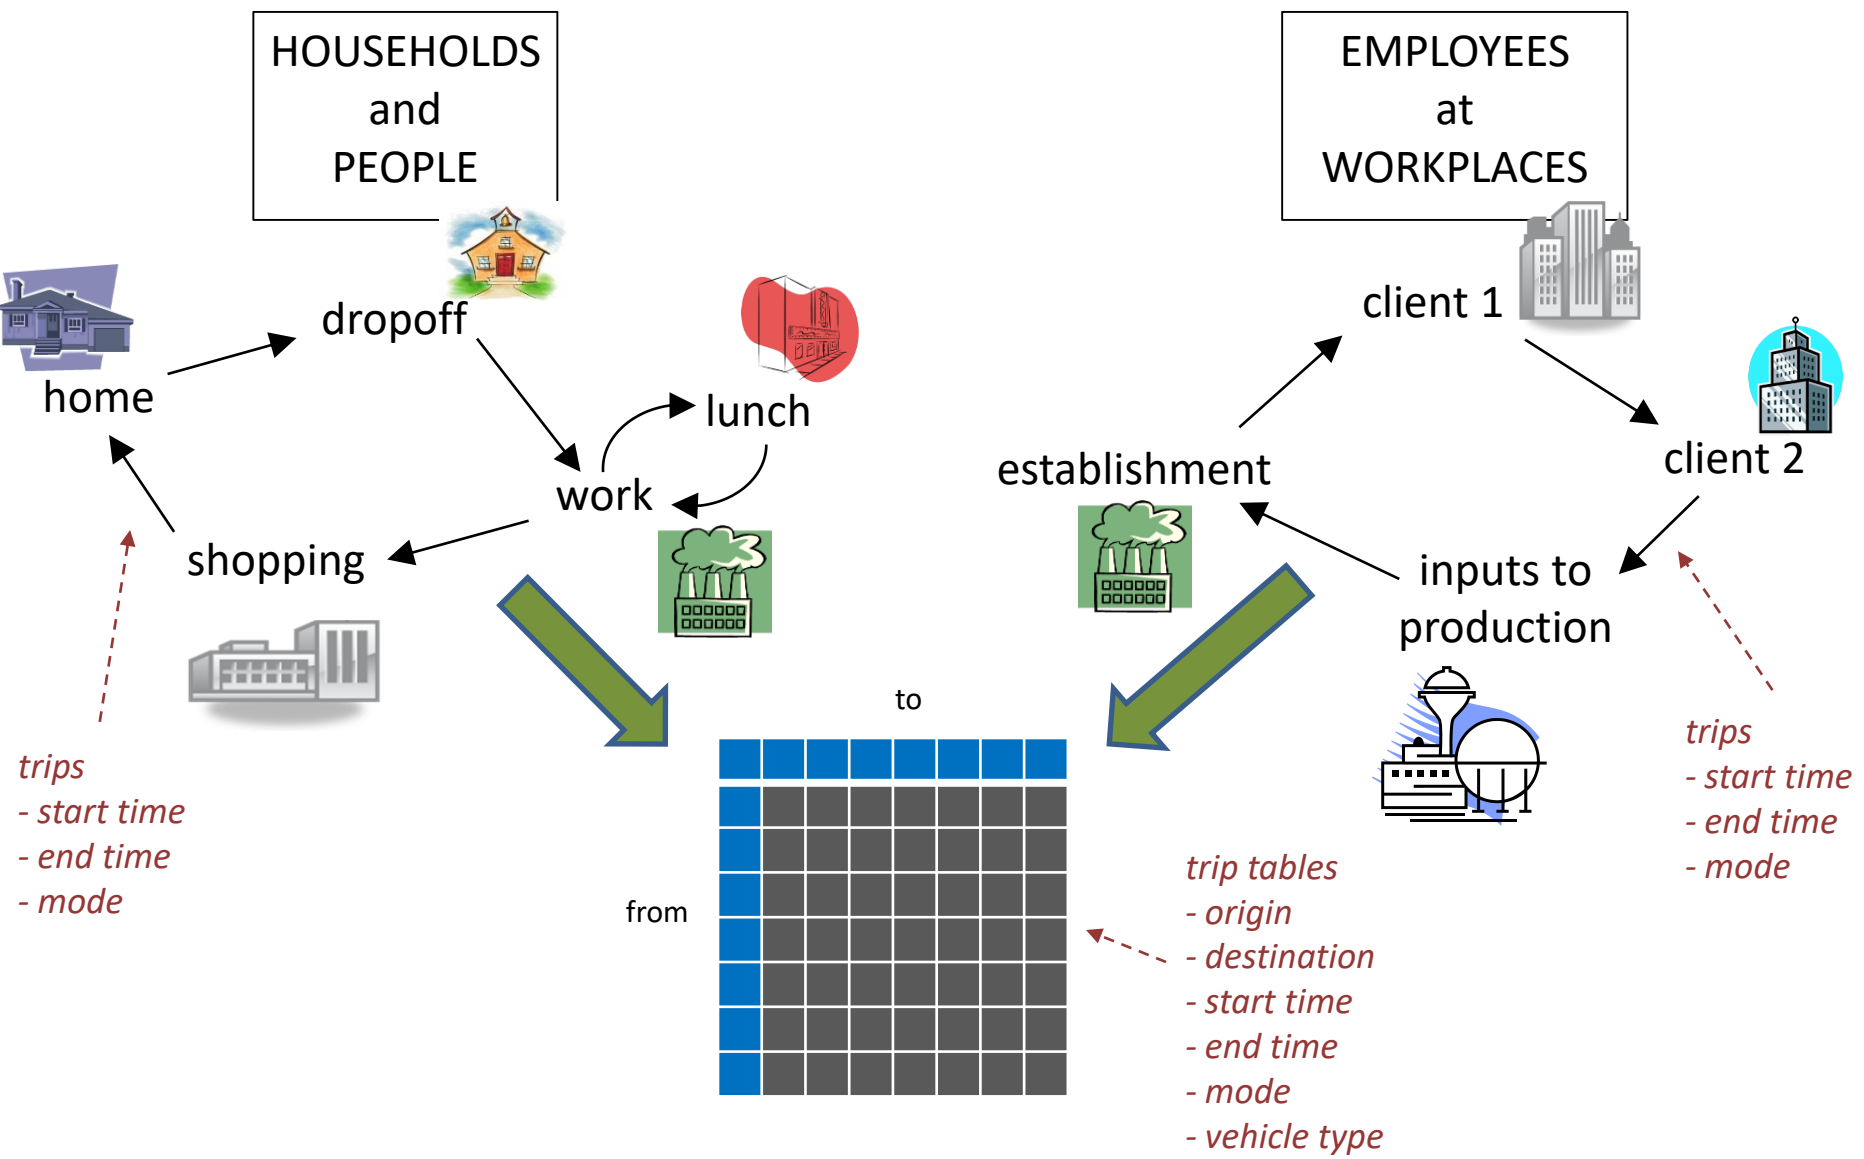 HOUSEHOLDS
and
PEOPLE
EMPLOYEES
at
WORKPLACES
home
dropoff
lunch
work
shopping
client 1
client 2
establishment
inputs to
production
trips
- start time
- end time
- mode
to
from
trip tables
- origin
- destination
- start time
- end time
- mode
- vehicle type
trips
- start time
- end time
- mode